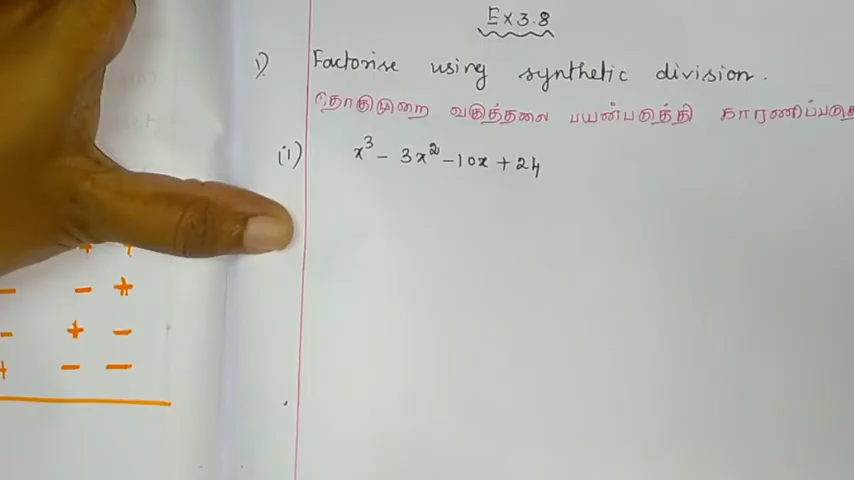 Ex 3.8
1) Factorise using synthetic division.
தொகுமுறை வகுத்தலை பயன்படுத்தி
(i) x³ - 3x² - 10x + 24
- +
- - +
- + -
+ - -